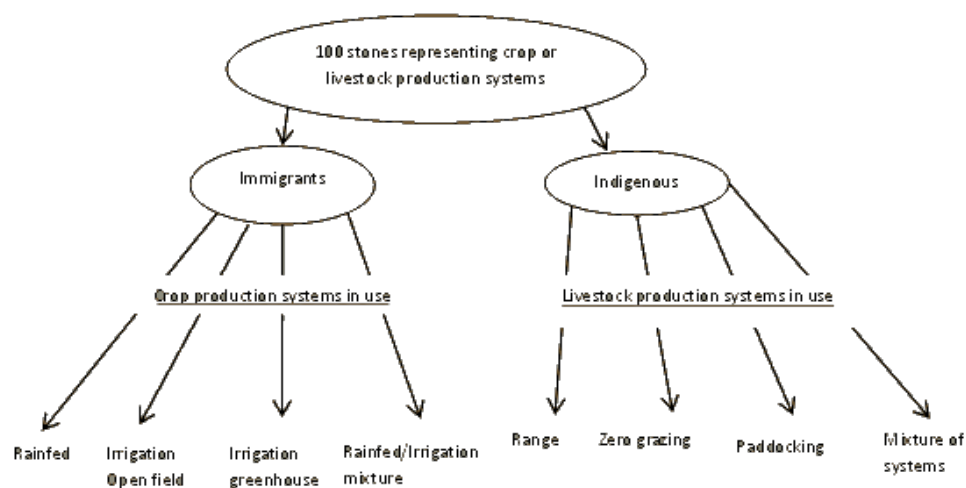 100 stones representing crop or
livestock production systems
Immigrants
Indigenous
Crop production systems in use
Livestock production systems in use
Rainfed
Irrigation
Open field
Irrigation
greenhouse
Rainfed/Irrigation
mixture
Range
Zero grazing
Paddocking
Mixture of
systems